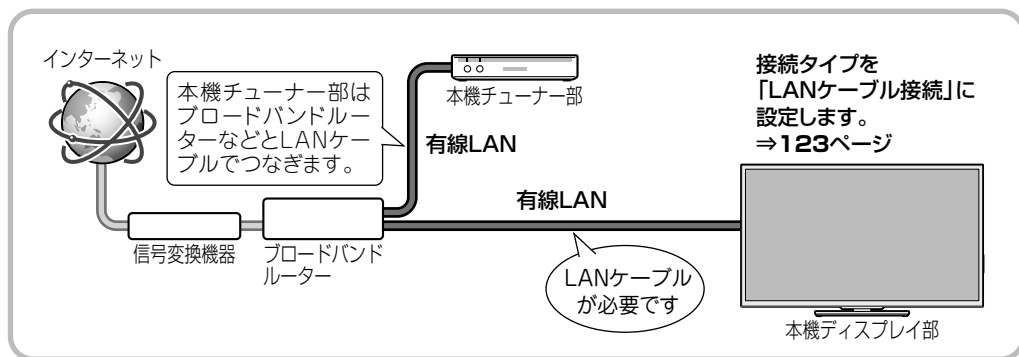 インターネット
本機チューナー部は
ブロードバンドルー
ターなどとLANケー
ブルでつなぎます。
本機チューナー部
有線LAN
接続タイプを
「LANケーブル接続」に
設定します。
⇒123ページ
有線LAN
信号変換機器
ブロードバンド
ルーター
LANケーブル
が必要です
本機ディスプレイ部